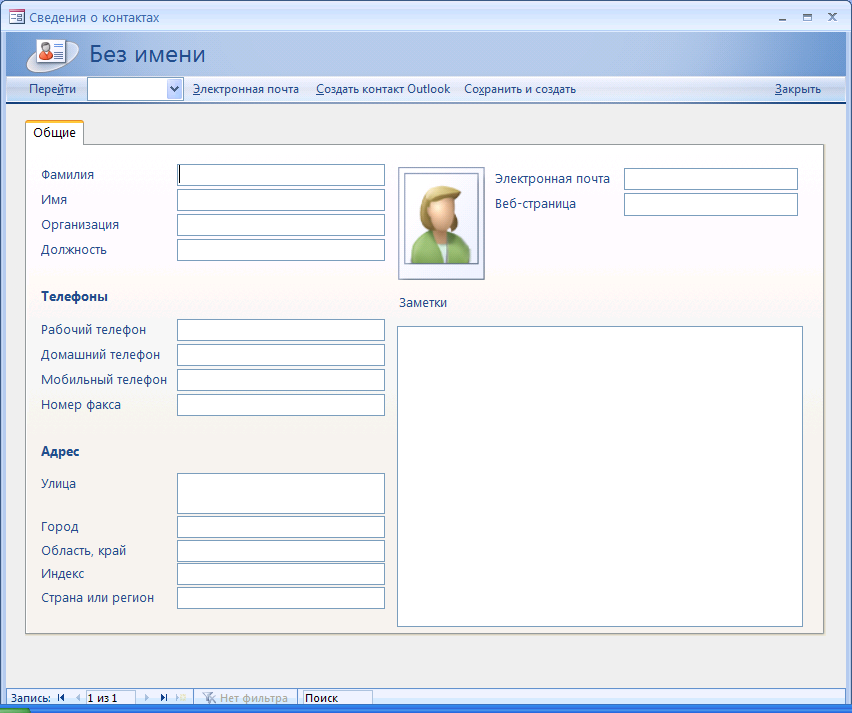 Сведения о контактах
Без имени
Перейти Электронная почта Создать контакт Outlook Сохранить и создать Закрыть
Общие
Фамилия
Имя
Организация
Должность
Электронная почта
Веб-страница
Телефоны
Рабочий телефон
Домашний телефон
Мобильный телефон
Номер факса
Заметки
Адрес
Улица
Город
Область, край
Индекс
Страна или регион
Запись: 1 из 1 Нет фильтра Поиск